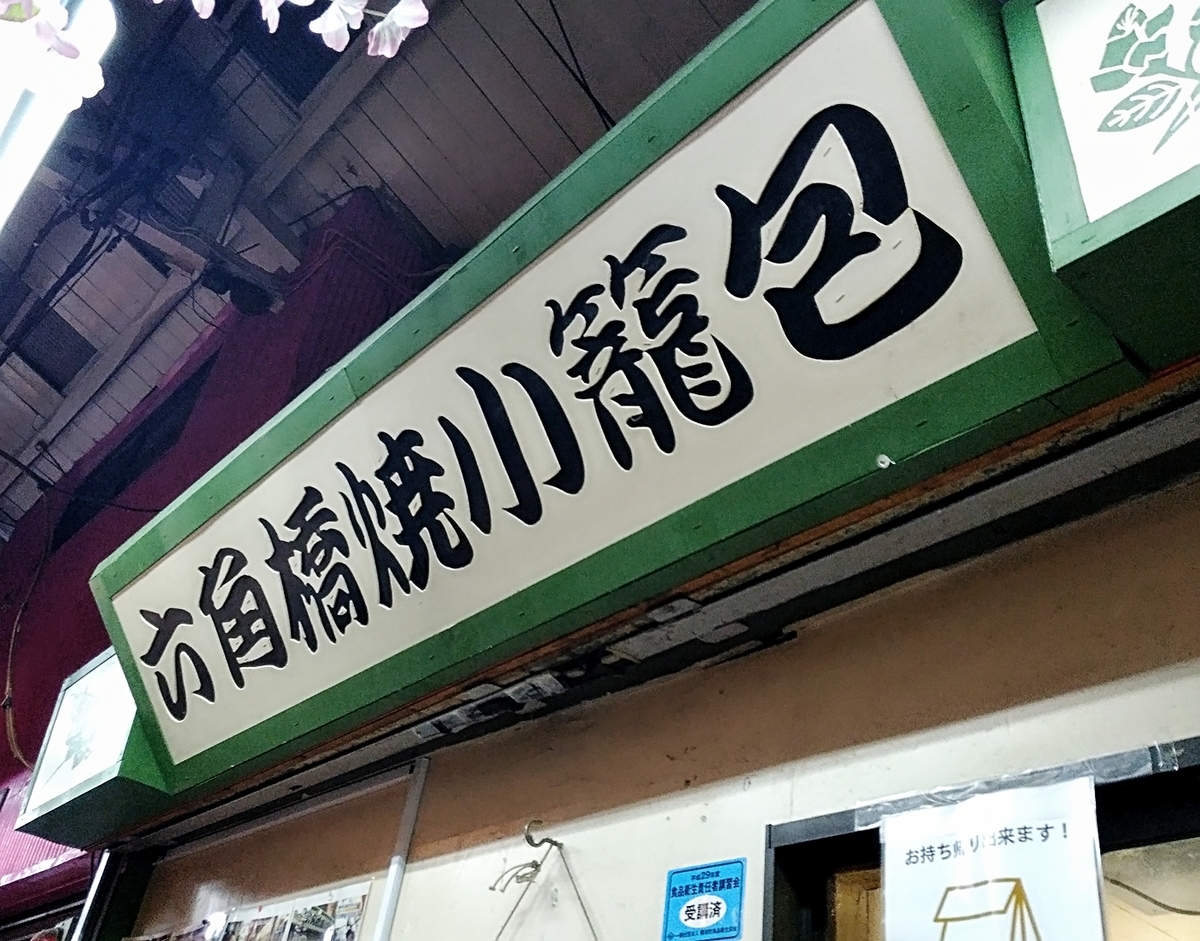 六角橋焼小籠包
お持ち帰り出来ます！
平成29年度
食品衛生責任者講習会
受講済